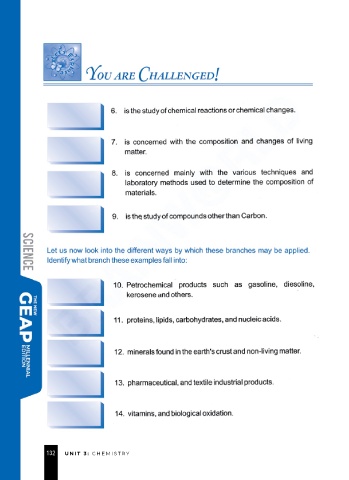 YOU ARE CHALLENGED!
6. is the study of chemical reactions or chemical changes.
7. is concerned with the composition and changes of living
matter.
8. is concerned mainly with the various techniques and
laboratory methods used to determine the composition of
materials.
9. is the study of compounds other than Carbon.
Let us now look into the different ways by which these branches may be applied.
Identify what branch these examples fall into:
10. Petrochemical products such as gasoline, diesoline,
kerosene and others.
11. proteins, lipids, carbohydrates, and nucleic acids.
12. minerals found in the earth's crust and non-living matter.
13. pharmaceutical, and textile industrial products.
14. vitamins, and biological oxidation.
SCIENCE
THE NEW
GEAP
MILLENNIAL
EDITION
132 UNIT 3: CHEMISTRY